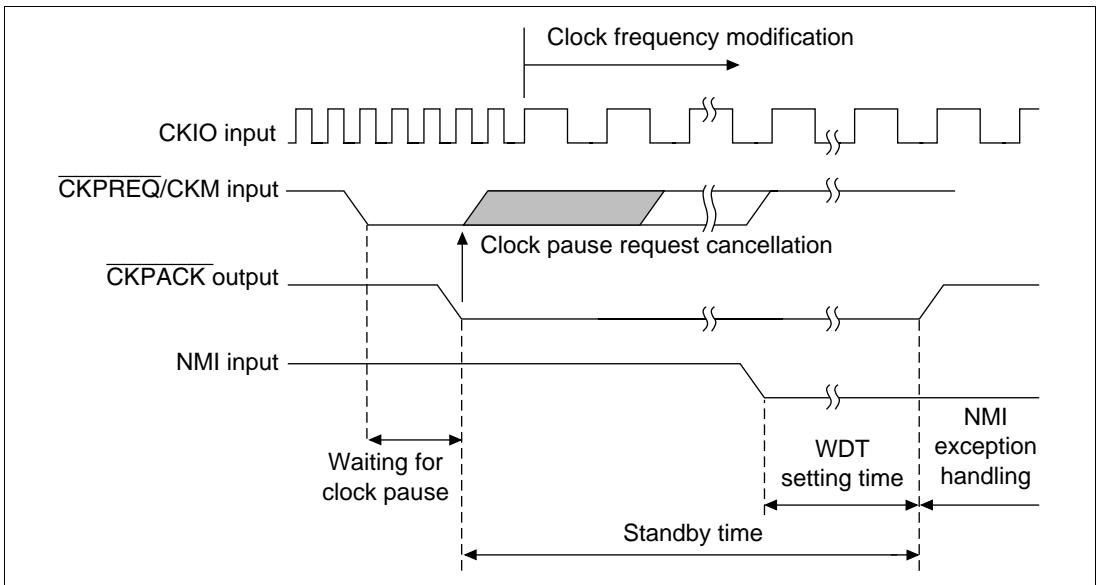 Clock frequency modification
CKIO input
CKPREQ/CKM input
Clock pause request cancellation
CKPACK output
NMI input
Waiting for
clock pause
WDT
setting time
NMI
exception
handling
Standby time